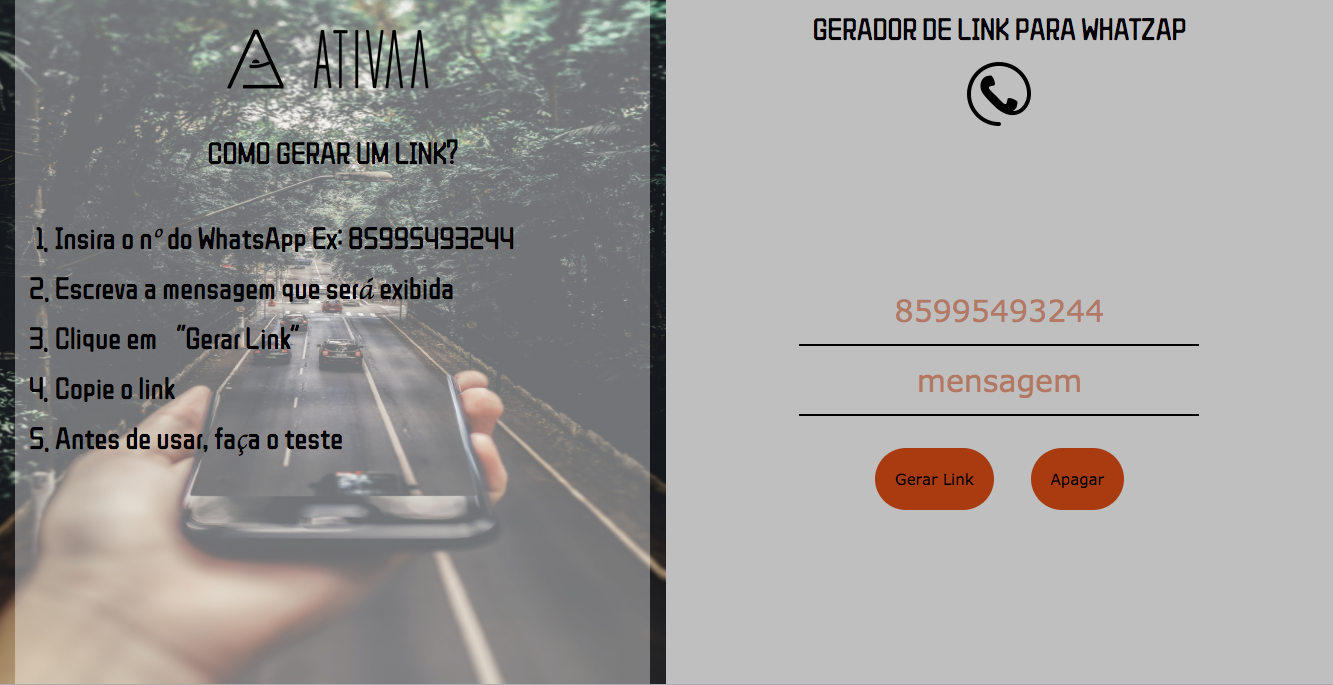 ATIVAA
COMO GERAR UM LINK?
1. Insira o nº do WhatsApp Ex: 85995493244
2. Escreva a mensagem que será exibida
3. Clique em "Gerar Link"
4. Copie o link
5. Antes de usar, faça o teste
GERADOR DE LINK PARA WHATZAP
85995493244
mensagem
Gerar Link
Apagar